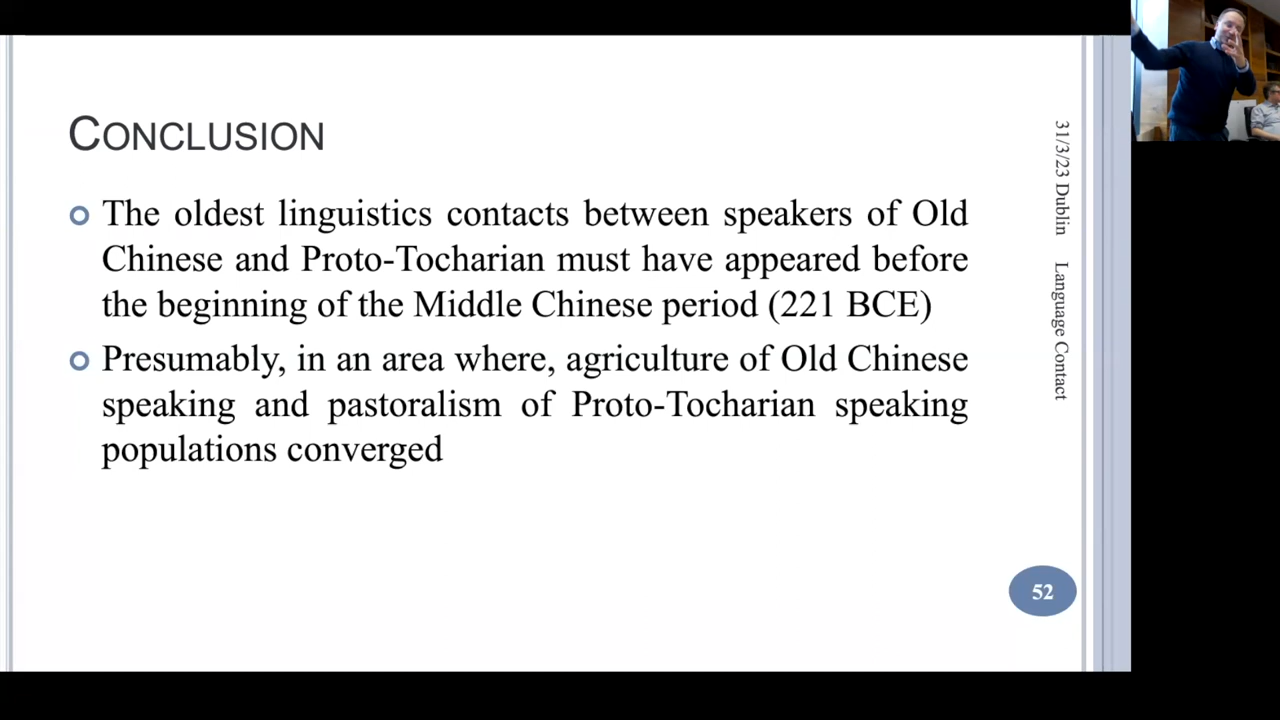 CONCLUSION
The oldest linguistics contacts between speakers of Old
Chinese and Proto-Tocharian must have appeared before
the beginning of the Middle Chinese period (221 BCE)
Presumably, in an area where, agriculture of Old Chinese
speaking and pastoralism of Proto-Tocharian speaking
populations converged
31/3/23 Dublin Language Contact
52